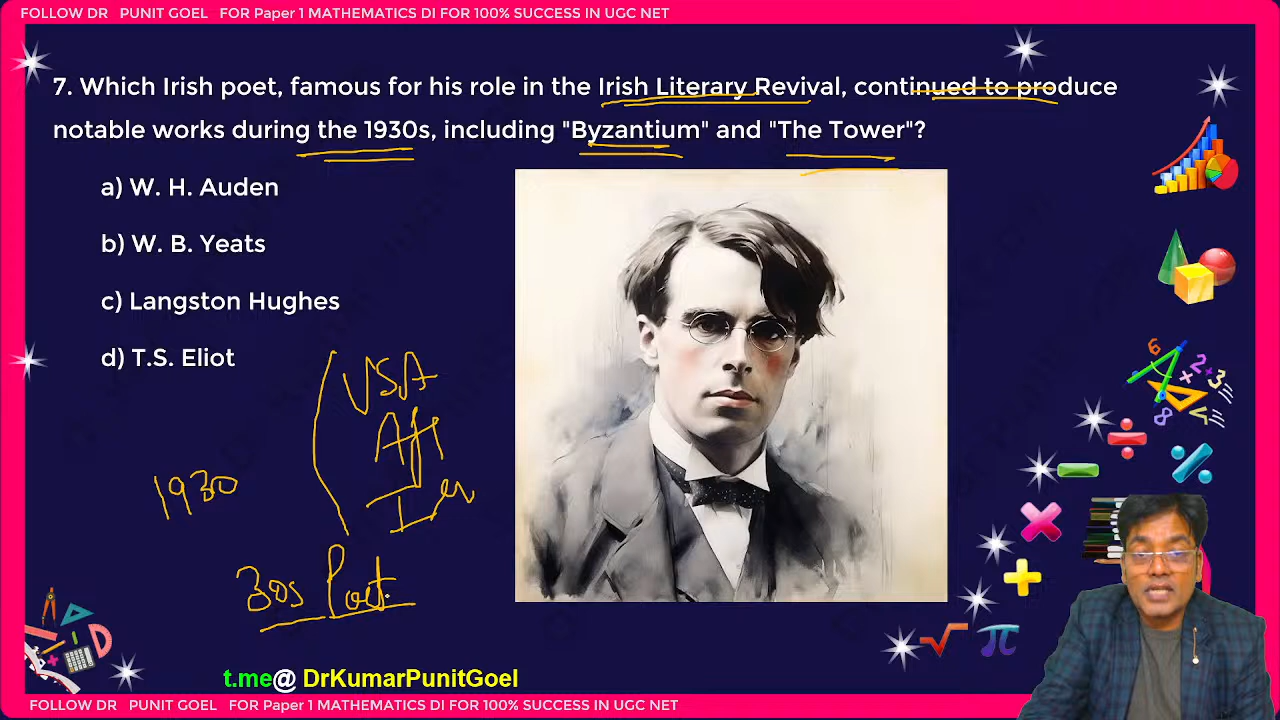 FOLLOW DR PUNIT GOEL FOR Paper 1 MATHEMATICS DI FOR 100% SUCCESS IN UGC NET
7. Which Irish poet, famous for his role in the Irish Literary Revival, continued to produce
notable works during the 1930s, including "Byzantium" and "The Tower"?
a) W. H. Auden
b) W. B. Yeats
c) Langston Hughes
d) T.S. Eliot
USA
1930
30s Poet
t.me@ DrKumarPunitGoel
FOLLOW DR PUNIT GOEL FOR Paper 1 MATHEMATICS DI FOR 100% SUCCESS IN UGC NET